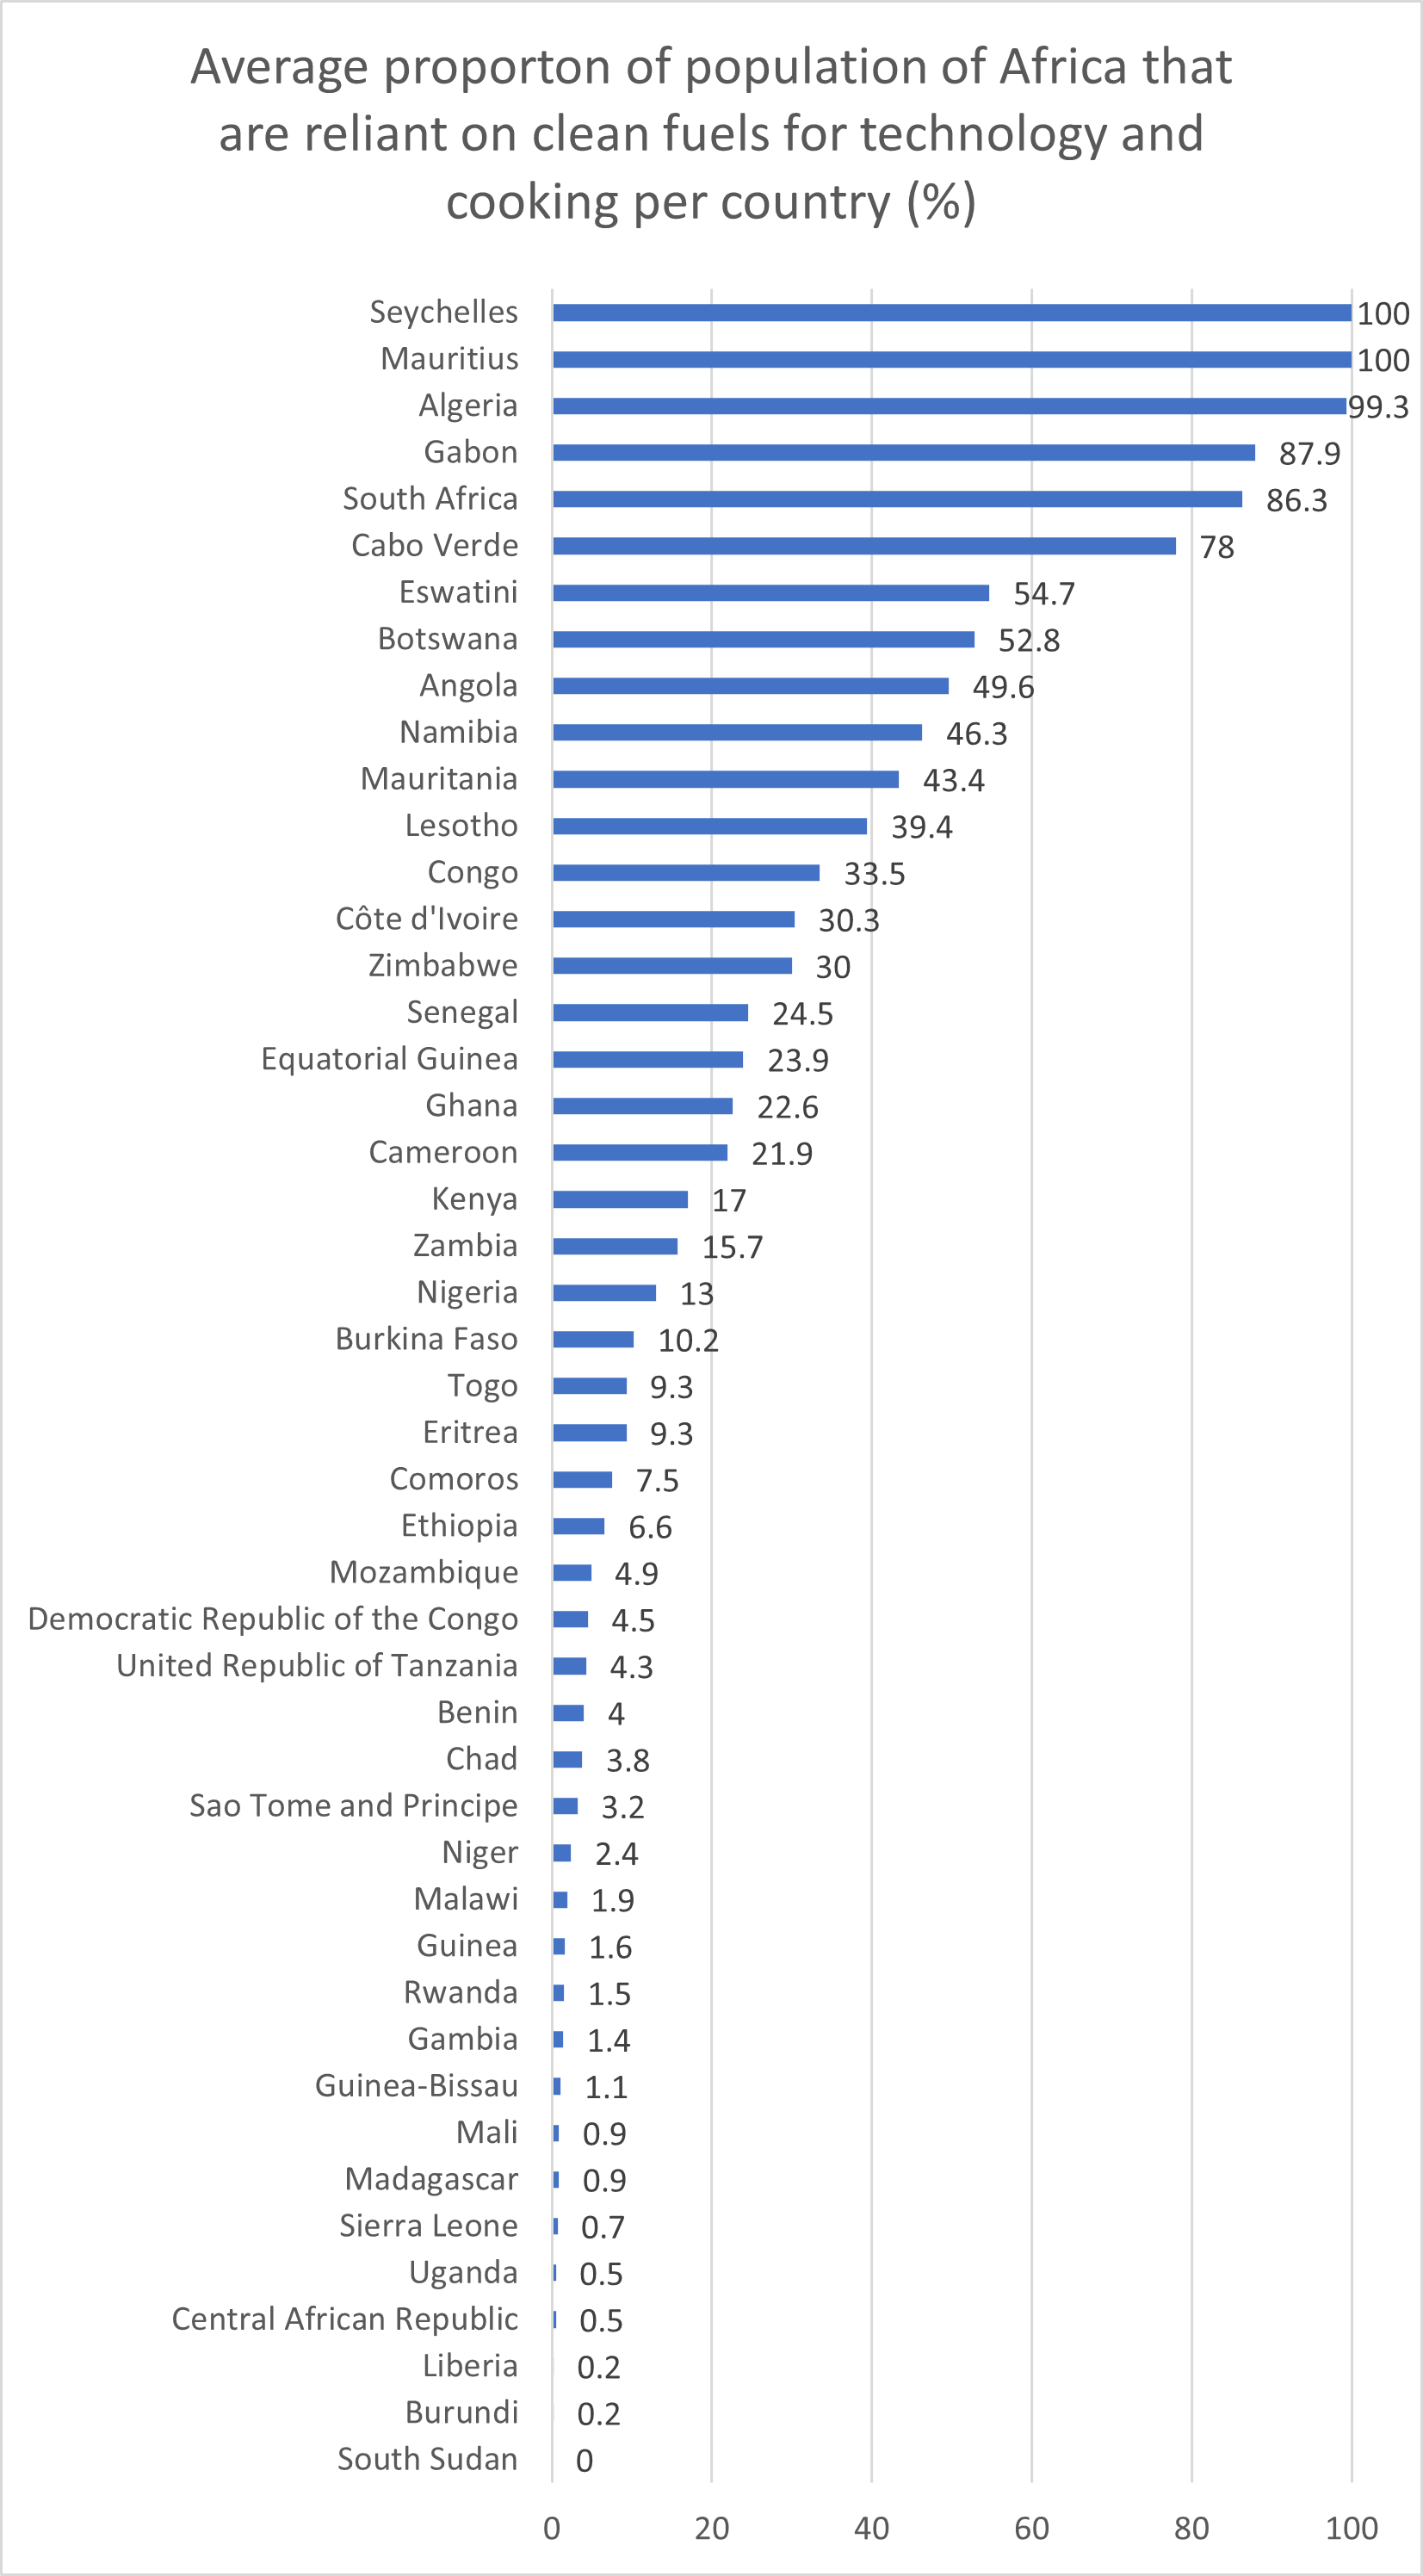 Average proporton of population of Africa that
are reliant on clean fuels for technology and
cooking per country (%)
Seychelles 100
Mauritius 100
Algeria 99.3
Gabon 87.9
South Africa 86.3
Cabo Verde 78
Eswatini 54.7
Botswana 52.8
Angola 49.6
Namibia 46.3
Mauritania 43.4
Lesotho 39.4
Congo 33.5
Côte d'Ivoire 30.3
Zimbabwe 30
Senegal 24.5
Equatorial Guinea 23.9
Ghana 22.6
Cameroon 21.9
Kenya 17
Zambia 15.7
Nigeria 13
Burkina Faso 10.2
Togo 9.3
Eritrea 9.3
Comoros 7.5
Ethiopia 6.6
Mozambique 4.9
Democratic Republic of the Congo 4.5
United Republic of Tanzania 4.3
Benin 4
Chad 3.8
Sao Tome and Principe 3.2
Niger 2.4
Malawi 1.9
Guinea 1.6
Rwanda 1.5
Gambia 1.4
Guinea-Bissau 1.1
Mali 0.9
Madagascar 0.9
Sierra Leone 0.7
Uganda 0.5
Central African Republic 0.5
Liberia 0.2
Burundi 0.2
South Sudan 0
0 20 40 60 80 100